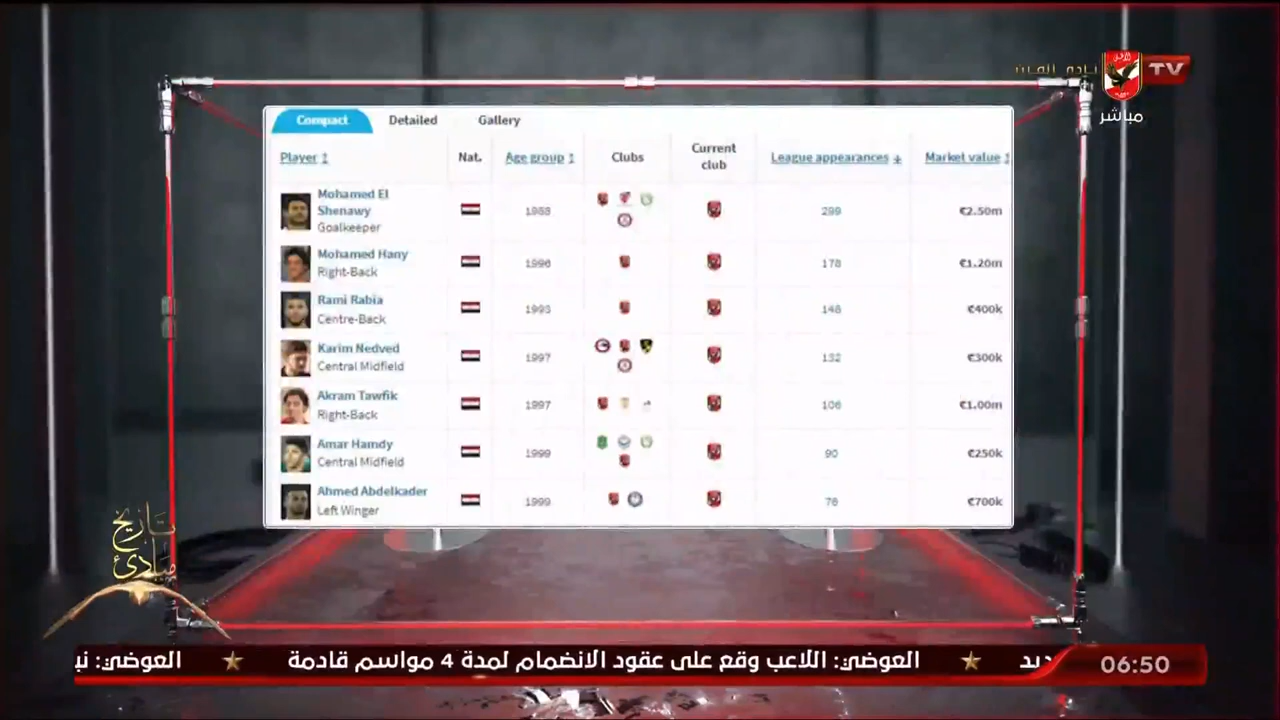 نادي القرن
TV
مباشر
Compact Detailed Gallery
Player Nat. Age group Clubs Current club League appearances Market value
Mohamed El Shenawy
Goalkeeper
1988 299 €2.50m
Mohamed Hany
Right-Back
1996 178 €1.20m
Rami Rabia
Centre-Back
1993 148 €400k
Karim Nedved
Central Midfield
1997 132 €300k
Akram Tawfik
Right-Back
1997 106 €1.00m
Amar Hamdy
Central Midfield
1999 90 €250k
Ahmed Abdelkader
Left Winger
1999 76 €700k
تاريخ
مبادئ
العوضي: اللاعب وقع على عقود الانضمام لمدة 4 مواسم قادمة
العوضي:
06:50